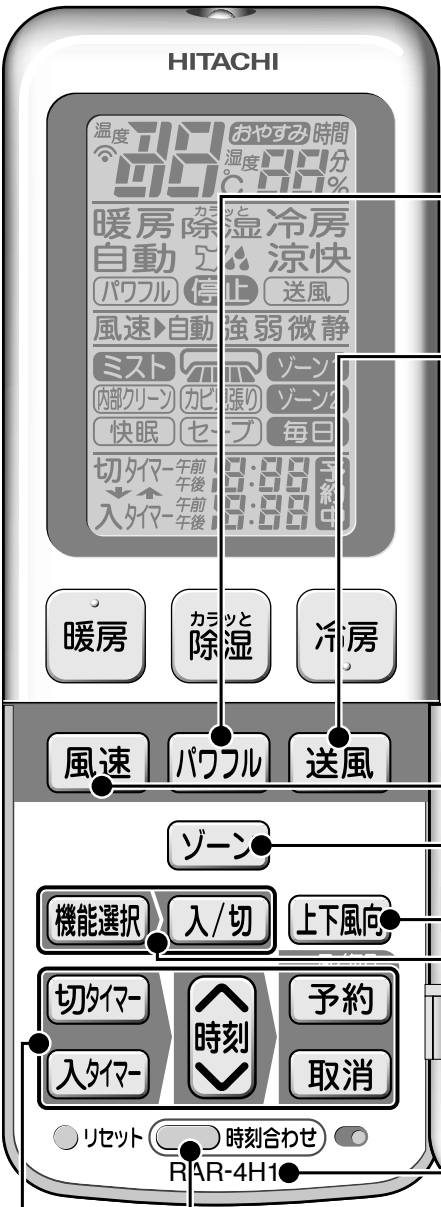 HITACHI
温度 88 おやすみ 時間
℃ 湿度 88 分 %
暖房 カラッと除湿 冷房
自動 涼快
パワフル 停止 送風
風速▶自動 強 弱 微 静
ミスト ゾーン1
内部クリーン カビ見張り ゾーン2
快眠 セーブ 毎日
切タイマー 午前 午後 18:88 予約中
入タイマー 午前 午後 18:88
暖房 カラッと除湿 冷房
風速 パワフル 送風
ゾーン
機能選択 入/切 上下風向
切タイマー 時刻 予約
入タイマー 取消
リセット 時刻合わせ
RAR-4H1